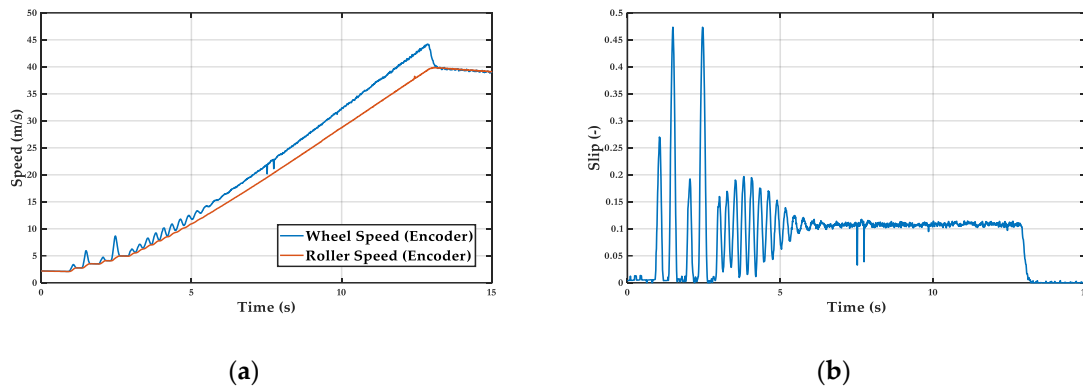 50
45
40
35
30
25
20
15
10
5
0
Speed (m/s)
0 5 10 15
Time (s)
Wheel Speed (Encoder)
Roller Speed (Encoder)
(a)
0.5
0.45
0.4
0.35
0.3
0.25
0.2
0.15
0.1
0.05
0
Slip (-)
0 5 10
Time (s)
(b)